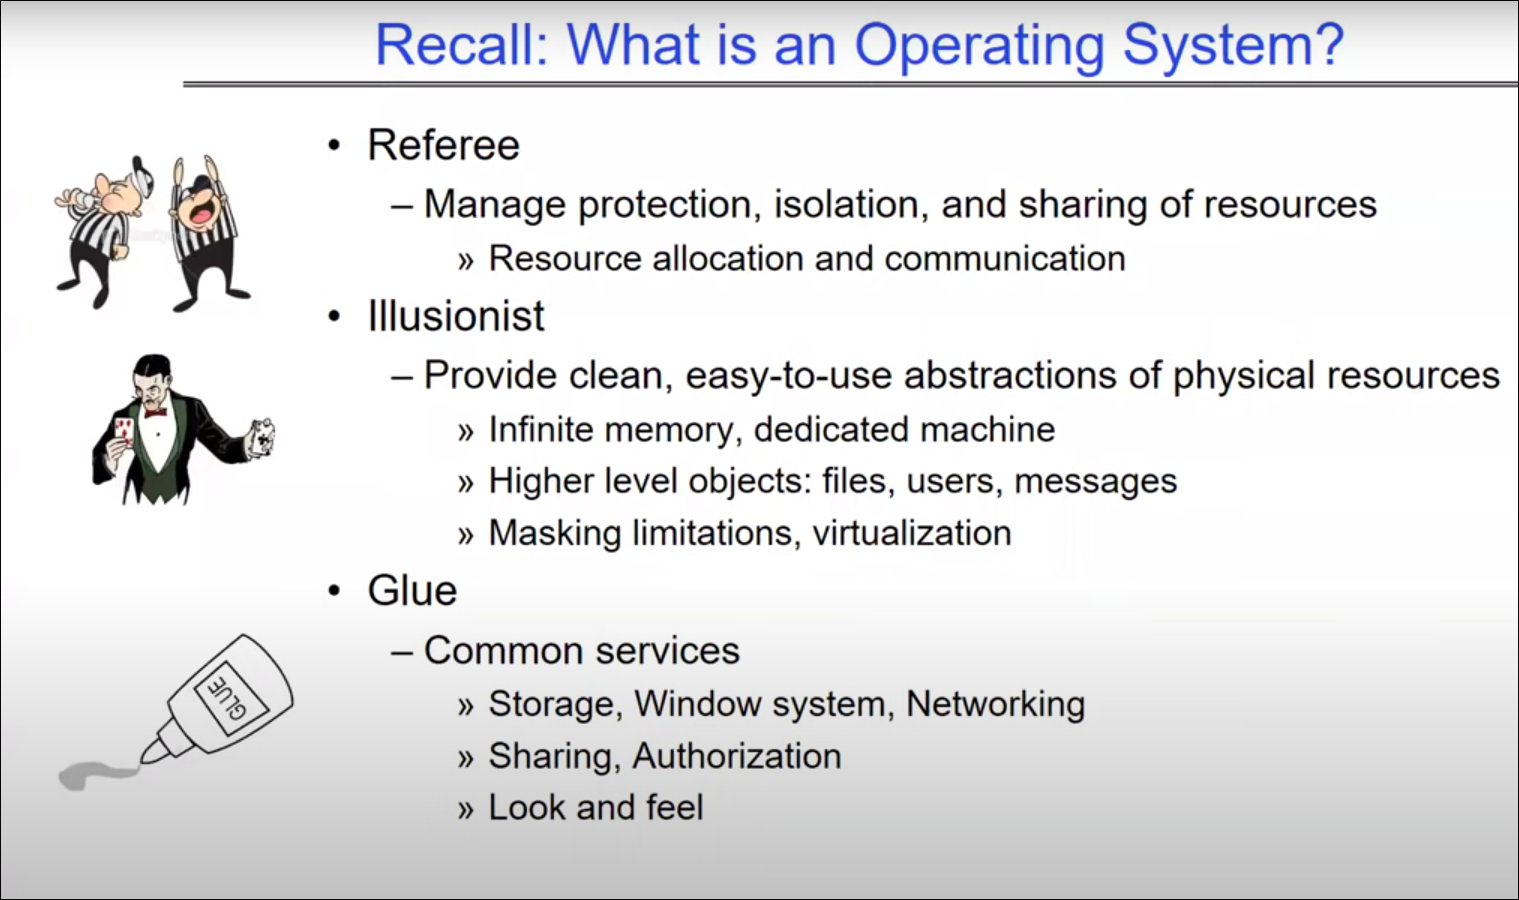 Recall: What is an Operating System?
• Referee
– Manage protection, isolation, and sharing of resources
» Resource allocation and communication
• Illusionist
– Provide clean, easy-to-use abstractions of physical resources
» Infinite memory, dedicated machine
» Higher level objects: files, users, messages
» Masking limitations, virtualization
• Glue
– Common services
GLUE
» Storage, Window system, Networking
» Sharing, Authorization
» Look and feel